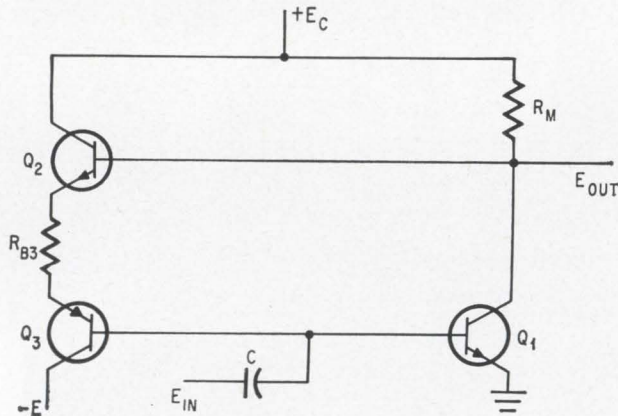 +E_C
R_M
Q_2
E_OUT
R_B3
Q_3
Q_1
C
E_IN
-E